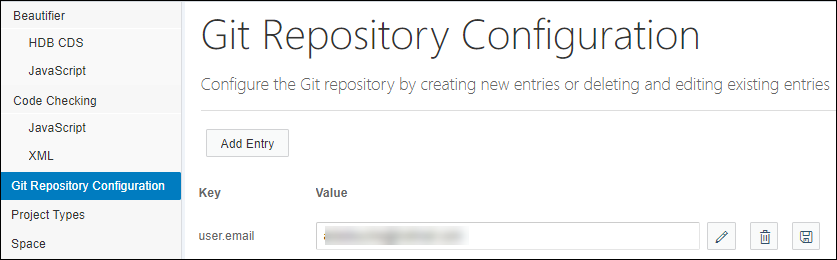 Beautifier
HDB CDS
JavaScript
Code Checking
JavaScript
XML
Git Repository Configuration
Project Types
Space
Git Repository Configuration
Configure the Git repository by creating new entries or deleting and editing existing entries
Add Entry
Key Value
user.email